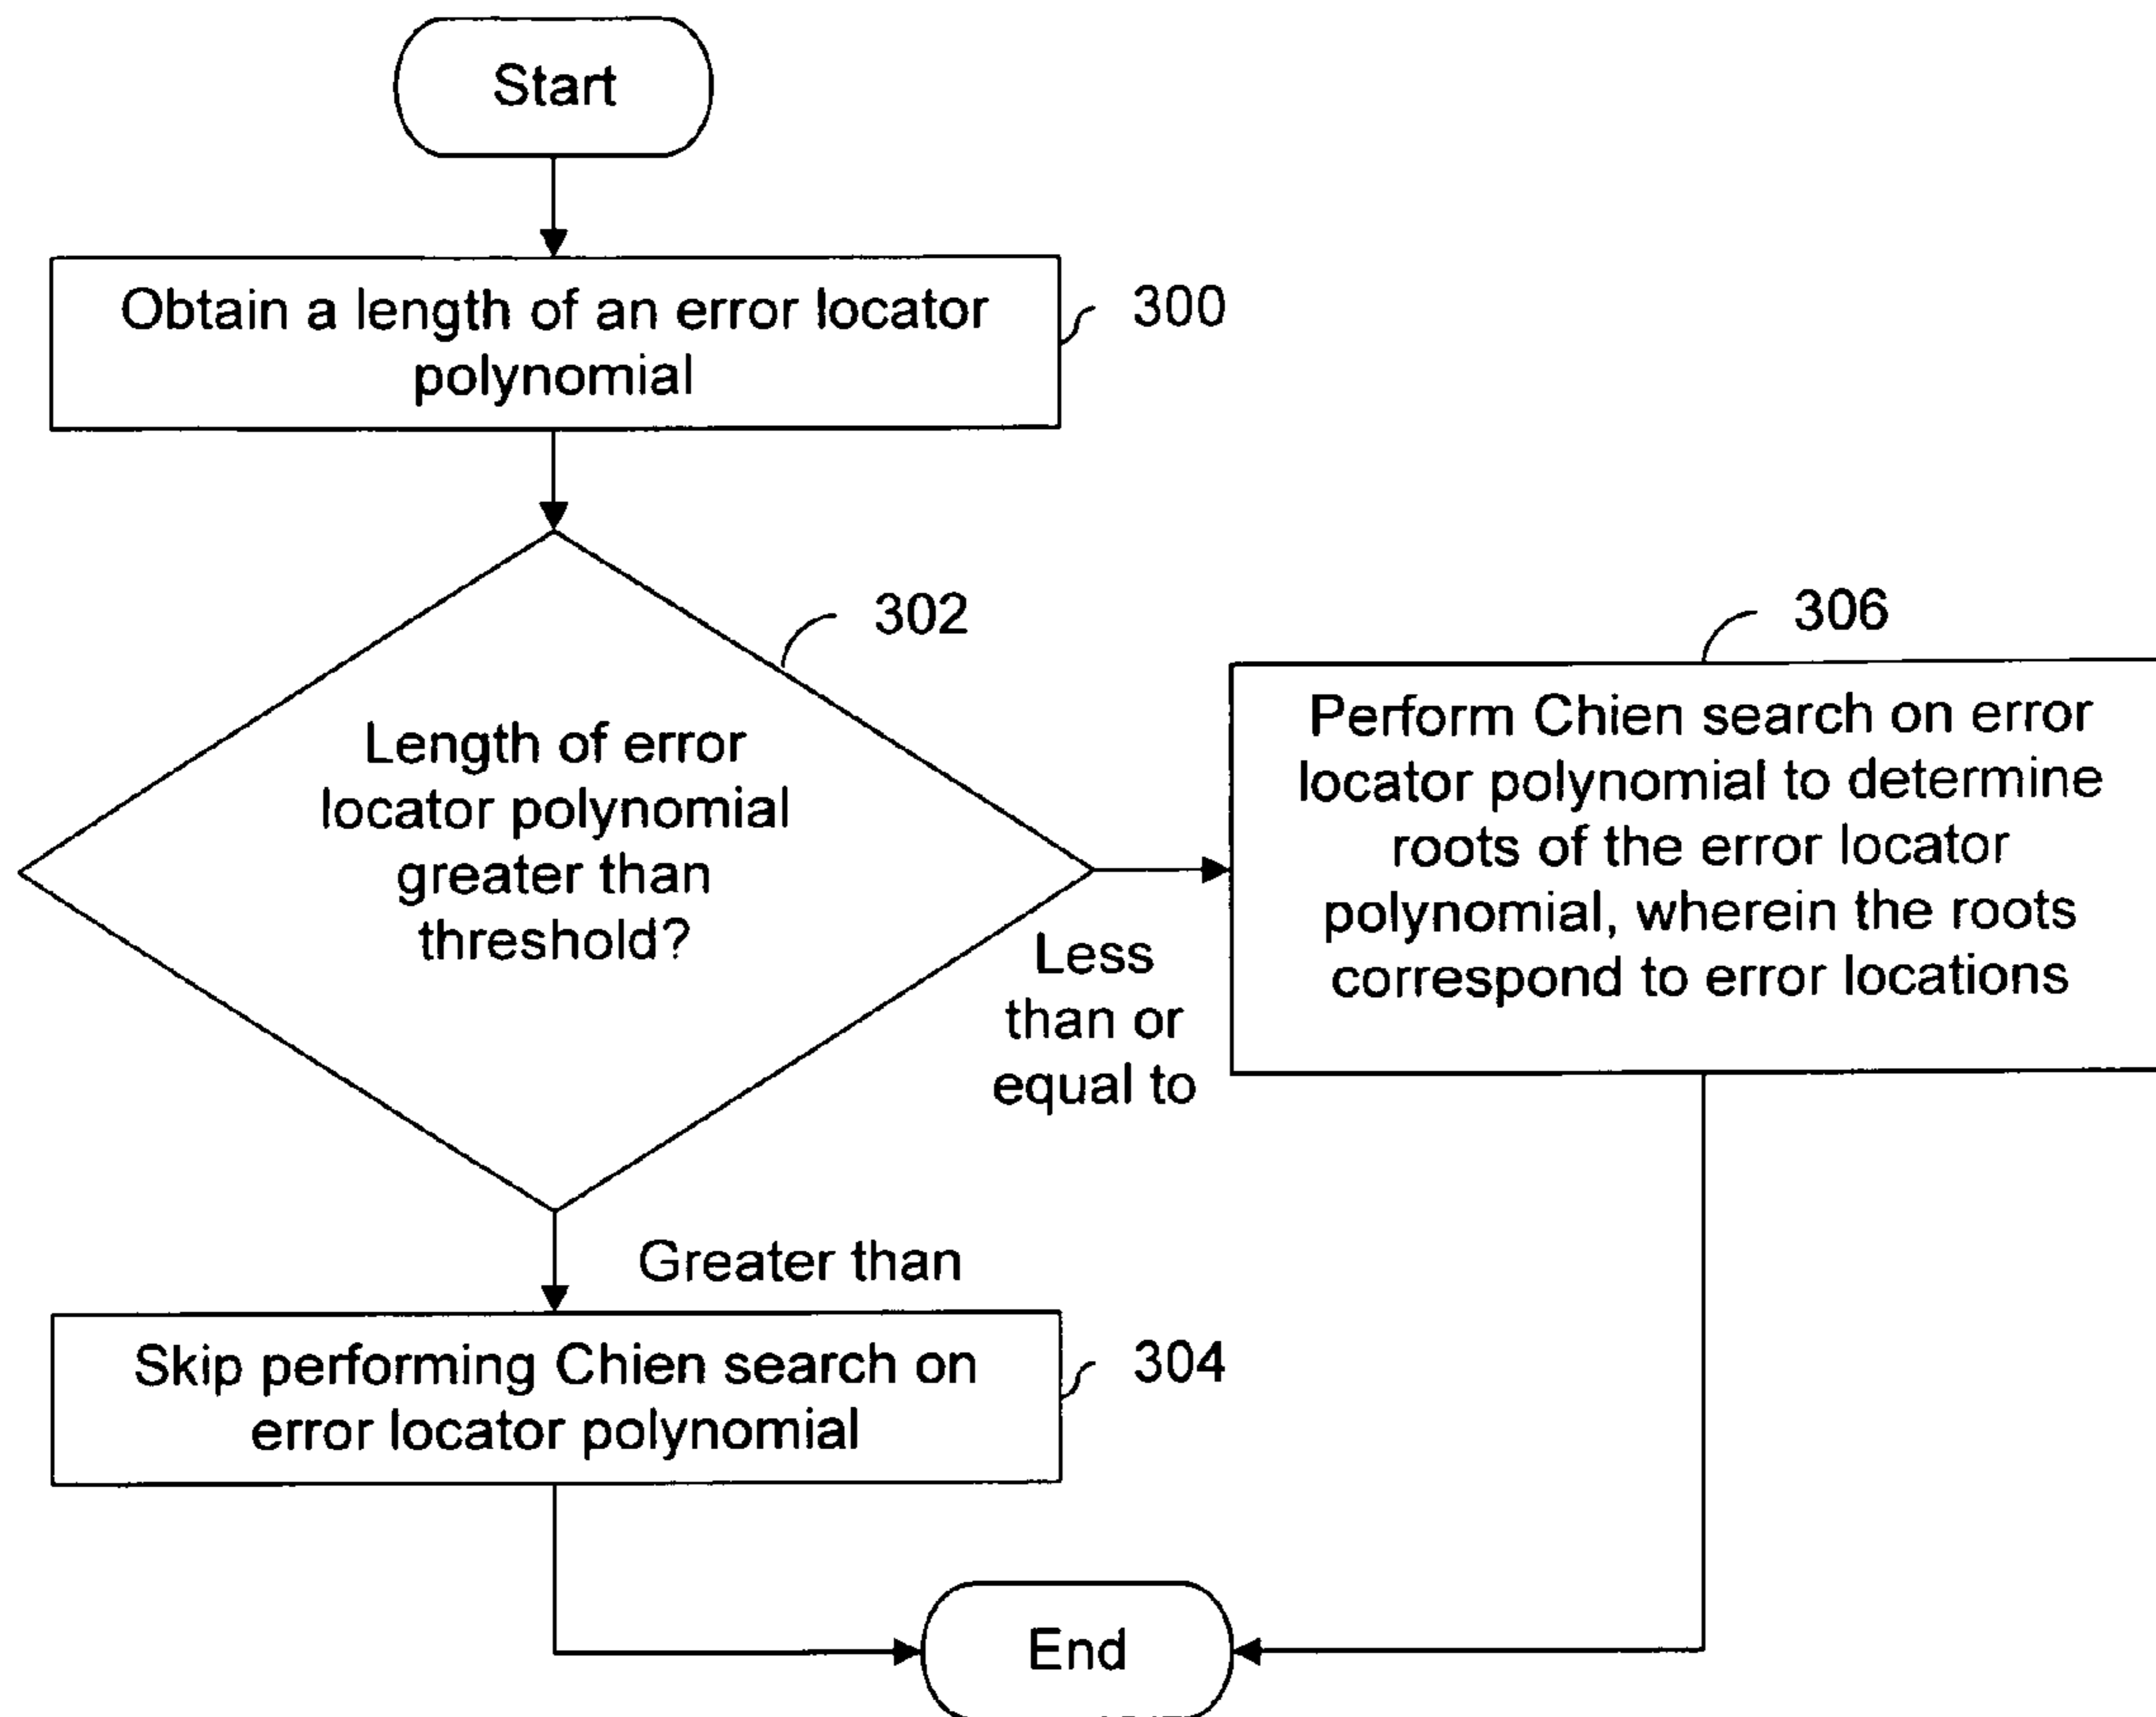 Start
Obtain a length of an error locator
polynomial
300
302
Length of error
locator polynomial
greater than
threshold?
Less
than or
equal to
306
Perform Chien search on error
locator polynomial to determine
roots of the error locator
polynomial, wherein the roots
correspond to error locations
Greater than
Skip performing Chien search on
error locator polynomial
304
End